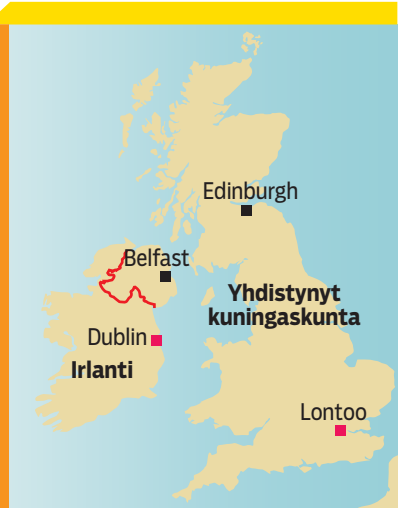 Edinburgh
Belfast
Yhdistynyt
kuningaskunta
Dublin
Irlanti
Lontoo